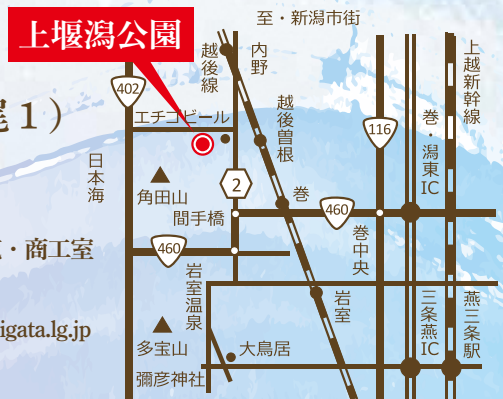 上堰潟公園
至・新潟市街
越後線
内野
上越新幹線
402
エチゴビール
越後曽根
116
巻・潟東IC
尾1）
日本海
角田山
2
巻
間手橋
460
460
巻中央
・商工室
岩室温泉
岩室
三条燕IC
燕三条駅
igata.lg.jp
多宝山
大鳥居
彌彦神社